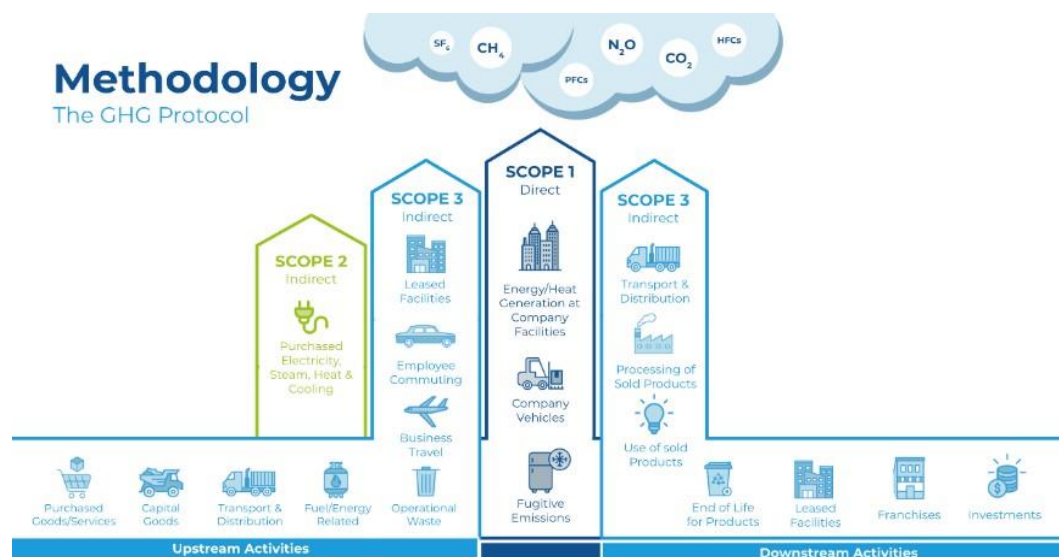 Methodology
The GHG Protocol
SF₆
CH₄
PFCs
N₂O
CO₂
HFCs
SCOPE 2
Indirect
Purchased
Electricity,
Steam, Heat &
Cooling
SCOPE 3
Indirect
Leased
Facilities
Employee
Commuting
Business
Travel
Operational
Waste
SCOPE 1
Direct
Energy/Heat
Generation at
Company
Facilities
Company
Vehicles
Fugitive
Emissions
SCOPE 3
Indirect
Transport &
Distribution
Processing of
Sold Products
Use of sold
Products
Purchased
Goods/Services
Capital
Goods
Transport &
Distribution
Fuel/Energy
Related
End of Life
for Products
Leased
Facilities
Franchises
Investments
Upstream Activities
Downstream Activities